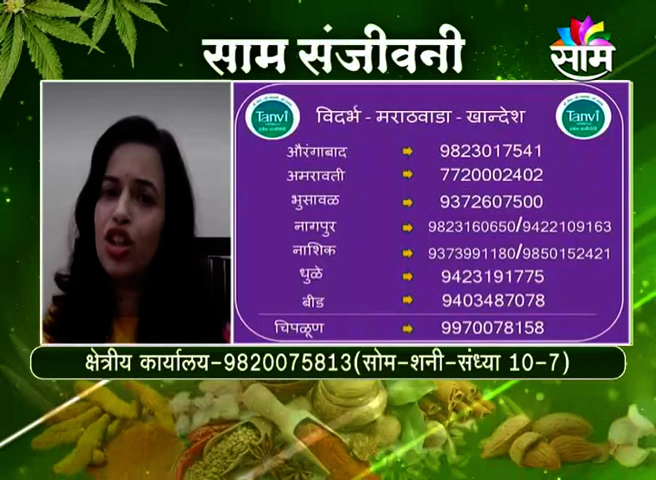 साम संजीवनी
साम
Tanvi
विदर्भ - मराठवाडा - खान्देश
Tanvi
औरंगाबाद 9823017541
अमरावती 7720002402
भुसावळ 9372607500
नागपुर 9823160650/9422109163
नाशिक 9373991180/9850152421
धुळे 9423191775
बीड 9403487078
चिपळूण 9970078158
क्षेत्रीय कार्यालय-9820075813(सोम-शनी-संध्या 10-7)